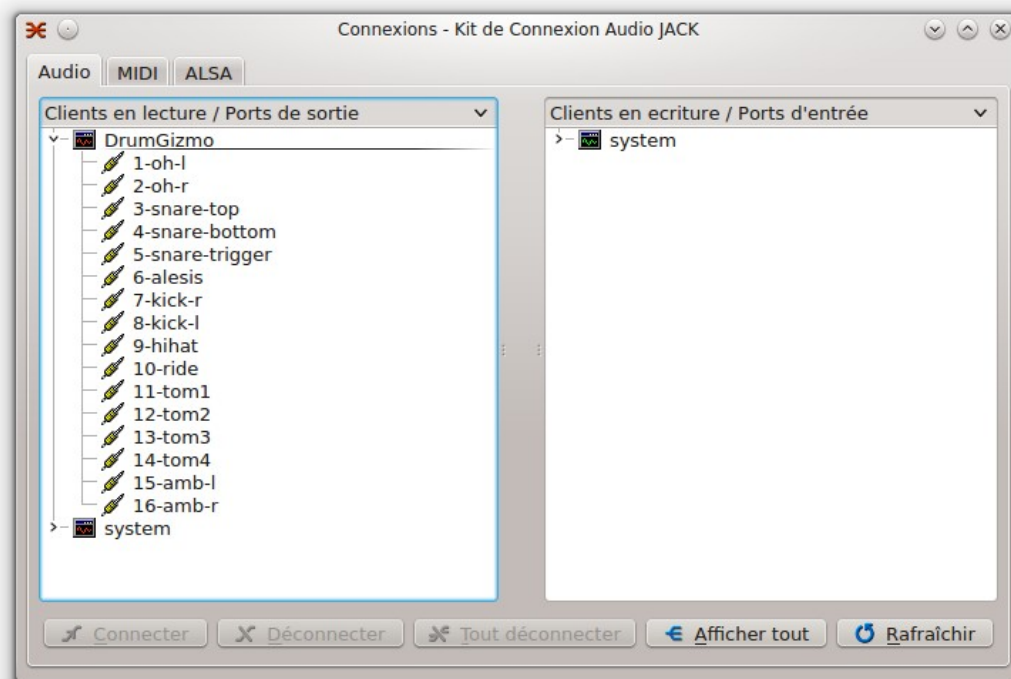 Connexions - Kit de Connexion Audio JACK
Audio MIDI ALSA
Clients en lecture / Ports de sortie
DrumGizmo
1-oh-l
2-oh-r
3-snare-top
4-snare-bottom
5-snare-trigger
6-alesis
7-kick-r
8-kick-l
9-hihat
10-ride
11-tom1
12-tom2
13-tom3
14-tom4
15-amb-l
16-amb-r
system
Clients en ecriture / Ports d'entrée
system
Connecter Déconnecter Tout déconnecter Afficher tout Rafraîchir